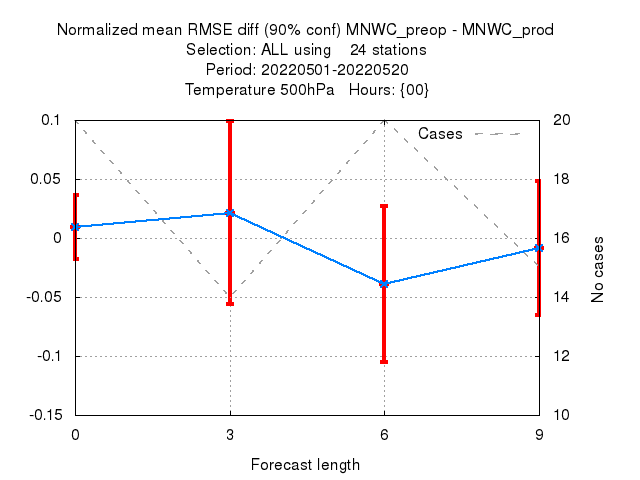 Normalized mean RMSE diff (90% conf) MNWC_preop - MNWC_prod
Selection: ALL using    24 stations
Period: 20220501-20220520
Temperature 500hPa   Hours: {00}
Cases
0.1
0.05
0
-0.05
-0.1
-0.15
20
18
16
14
12
10
No cases
0 3 6 9
Forecast length